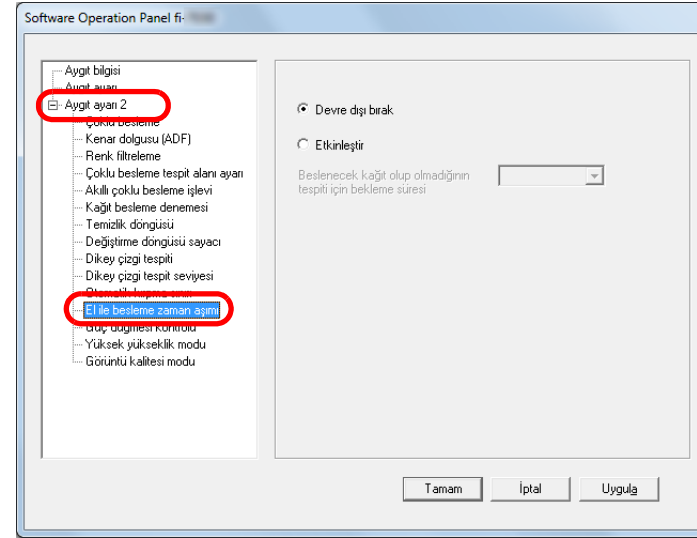 Software Operation Panel fi-
Aygıt bilgisi
Aygıt ayarı
Aygıt ayarı 2
Çoklu besleme
Kenar dolgusu (ADF)
Renk filtreleme
Çoklu besleme tespit alanı ayarı
Akıllı çoklu besleme işlevi
Kağıt besleme denemesi
Temizlik döngüsü
Değiştirme döngüsü sayacı
Dikey çizgi tespiti
Dikey çizgi tespit seviyesi
Otomatik kırpma sınırı
El ile besleme zaman aşımı
Güç düğmesi kontrolü
Yüksek yükseklik modu
Görüntü kalitesi modu
Devre dışı bırak
Etkinleştir
Beslenecek kağıt olup olmadığının
tespiti için bekleme süresi
Tamam
İptal
Uygula